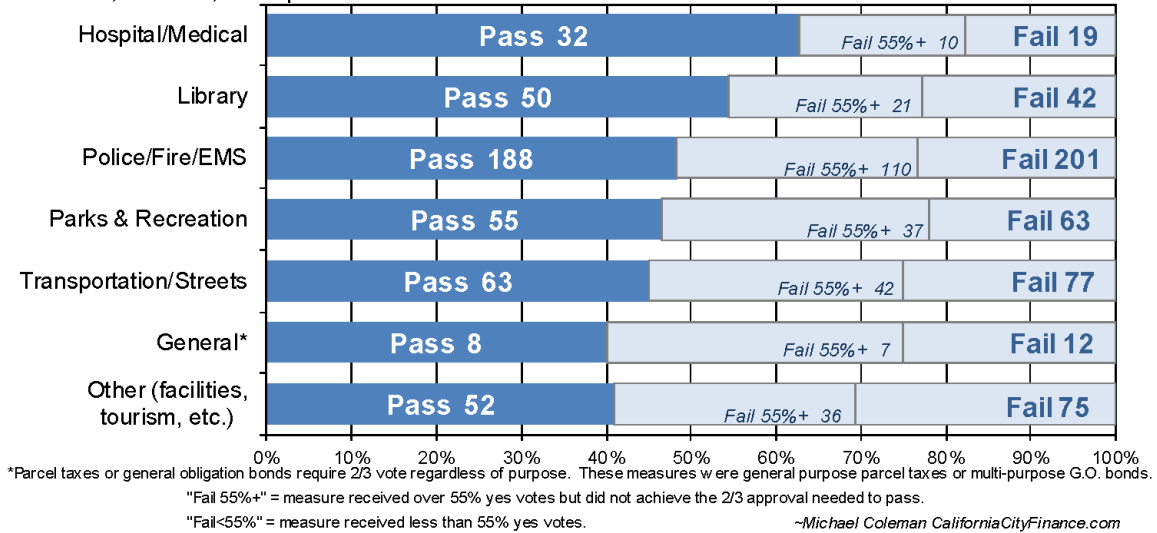 Hospital/Medical Pass 32 Fail 55%+ 10 Fail 19
Library Pass 50 Fail 55%+ 21 Fail 42
Police/Fire/EMS Pass 188 Fail 55%+ 110 Fail 201
Parks & Recreation Pass 55 Fail 55%+ 37 Fail 63
Transportation/Streets Pass 63 Fail 55%+ 42 Fail 77
General* Pass 8 Fail 55%+ 7 Fail 12
Other (facilities,
tourism, etc.) Pass 52 Fail 55%+ 36 Fail 75
0% 10% 20% 30% 40% 50% 60% 70% 80% 90% 100%
*Parcel taxes or general obligation bonds require 2/3 vote regardless of purpose. These measures were general purpose parcel taxes or multi-purpose G.O. bonds.
"Fail 55%+" = measure received over 55% yes votes but did not achieve the 2/3 approval needed to pass.
"Fail<55%" = measure received less than 55% yes votes. ~Michael Coleman CaliforniaCityFinance.com